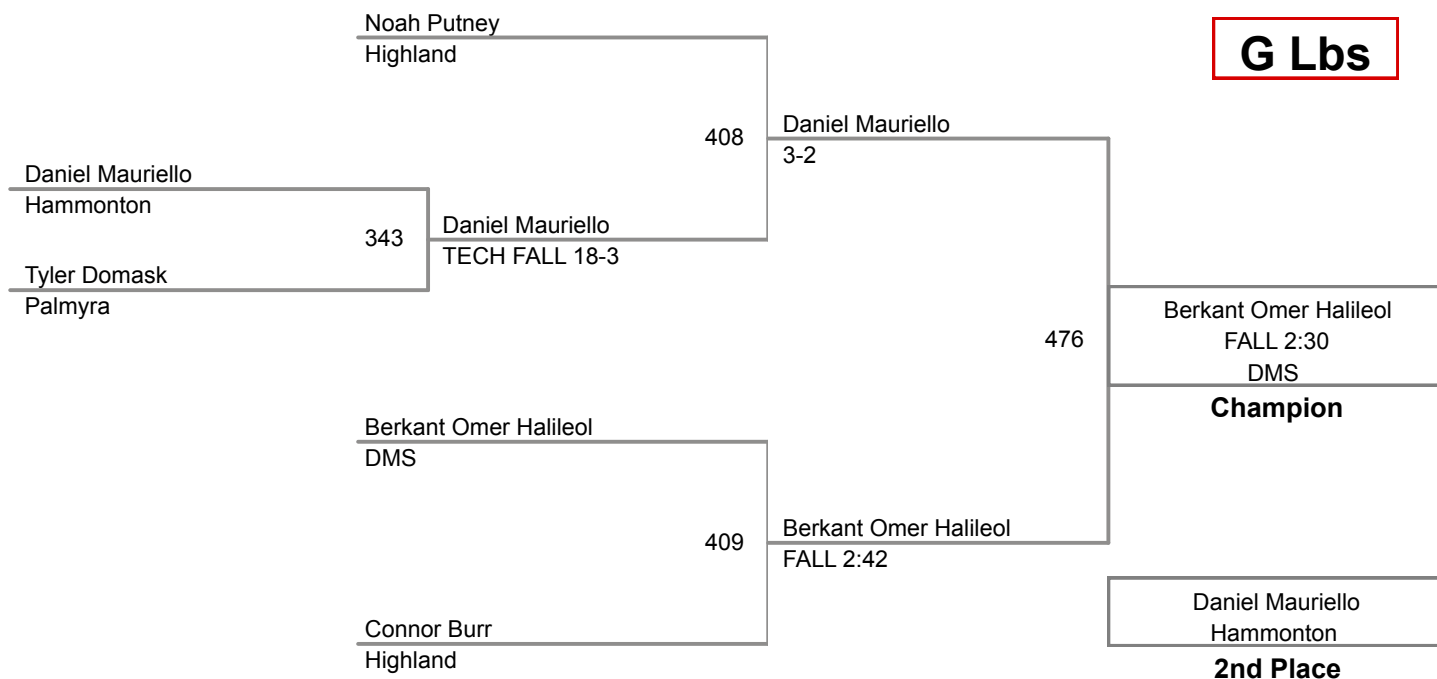 Noah Putney
Highland
G Lbs
408
Daniel Mauriello
3-2
Daniel Mauriello
Hammonton
343
Daniel Mauriello
TECH FALL 18-3
Tyler Domask
Palmyra
476
Berkant Omer Halileol
FALL 2:30
DMS
Champion
Berkant Omer Halileol
DMS
409
Berkant Omer Halileol
FALL 2:42
Connor Burr
Highland
Daniel Mauriello
Hammonton
2nd Place